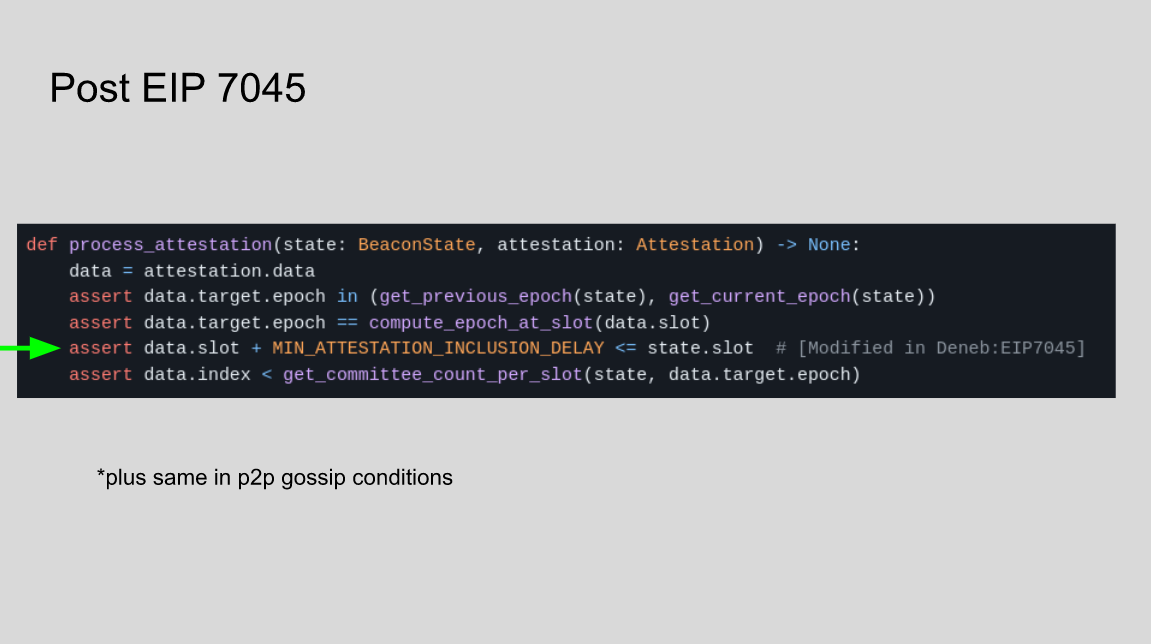 Post EIP 7045
def process_attestation(state: BeaconState, attestation: Attestation) -> None:
    data = attestation.data
    assert data.target.epoch in (get_previous_epoch(state), get_current_epoch(state))
    assert data.target.epoch == compute_epoch_at_slot(data.slot)
    assert data.slot + MIN_ATTESTATION_INCLUSION_DELAY <= state.slot  # [Modified in Deneb:EIP7045]
    assert data.index < get_committee_count_per_slot(state, data.target.epoch)
*plus same in p2p gossip conditions